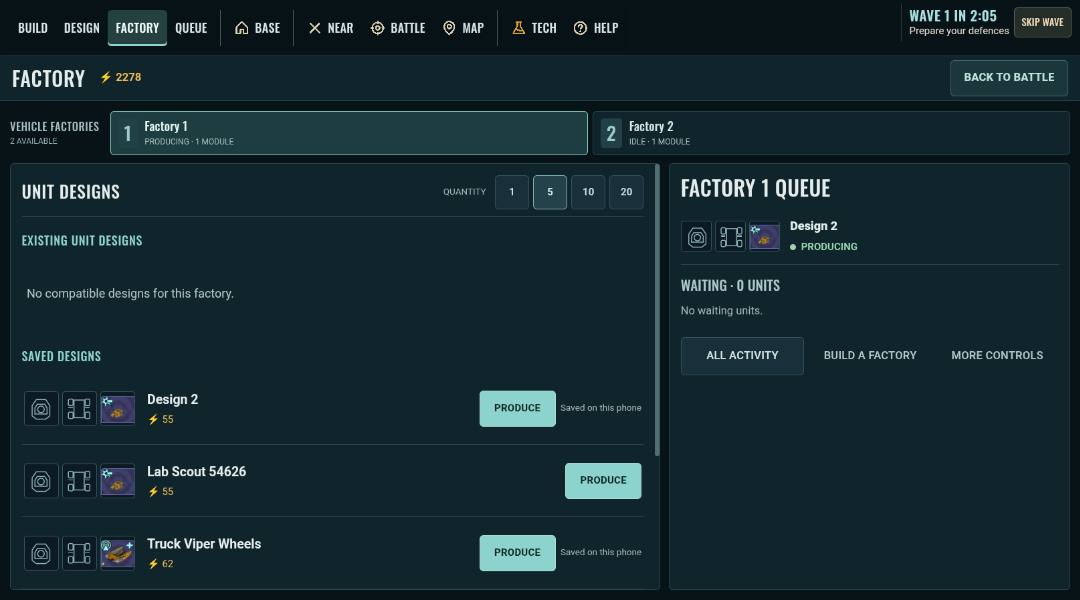 BUILD DESIGN FACTORY QUEUE BASE NEAR BATTLE MAP TECH HELP
WAVE 1 IN 2:05
Prepare your defences
SKIP WAVE
FACTORY 2278
BACK TO BATTLE
VEHICLE FACTORIES
2 AVAILABLE
1 Factory 1
PRODUCING · 1 MODULE
2 Factory 2
IDLE · 1 MODULE
UNIT DESIGNS
QUANTITY 1 5 10 20
EXISTING UNIT DESIGNS
No compatible designs for this factory.
SAVED DESIGNS
Design 2
55
PRODUCE Saved on this phone
Lab Scout 54626
55
PRODUCE
Truck Viper Wheels
62
PRODUCE Saved on this phone
FACTORY 1 QUEUE
Design 2
PRODUCING
WAITING · 0 UNITS
No waiting units.
ALL ACTIVITY BUILD A FACTORY MORE CONTROLS